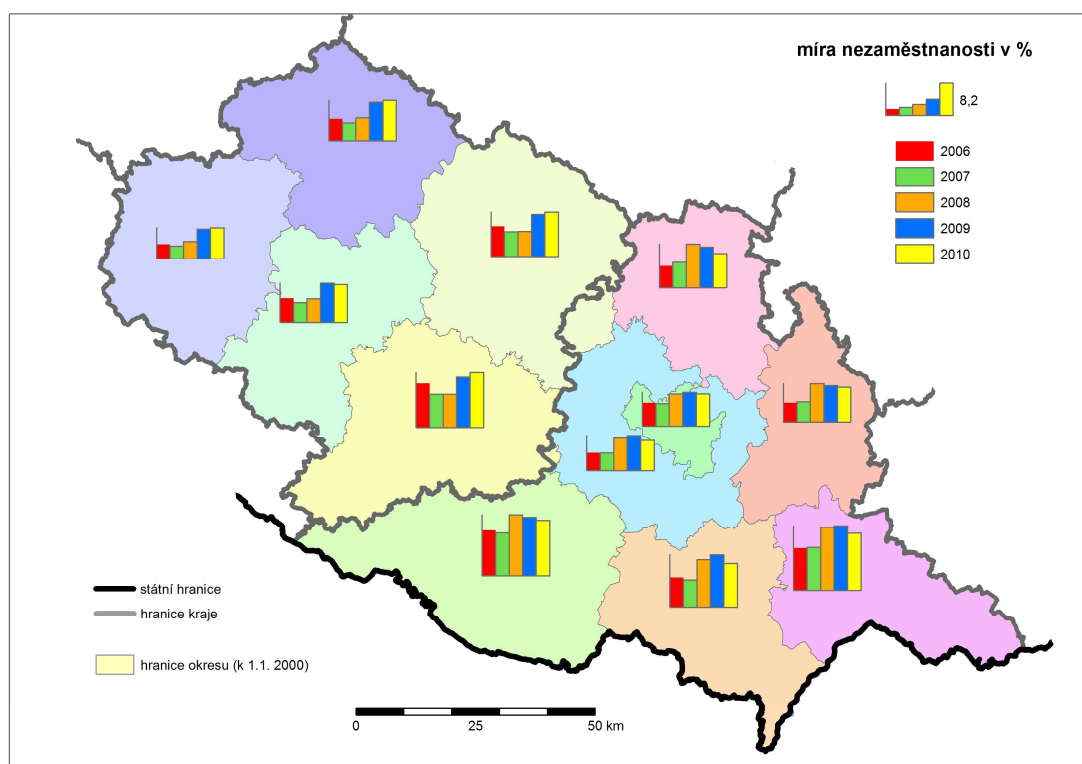 míra nezaměstnanosti v %
8,2
2006
2007
2008
2009
2010
státní hranice
hranice kraje
hranice okresu (k 1.1. 2000)
0 25 50 km